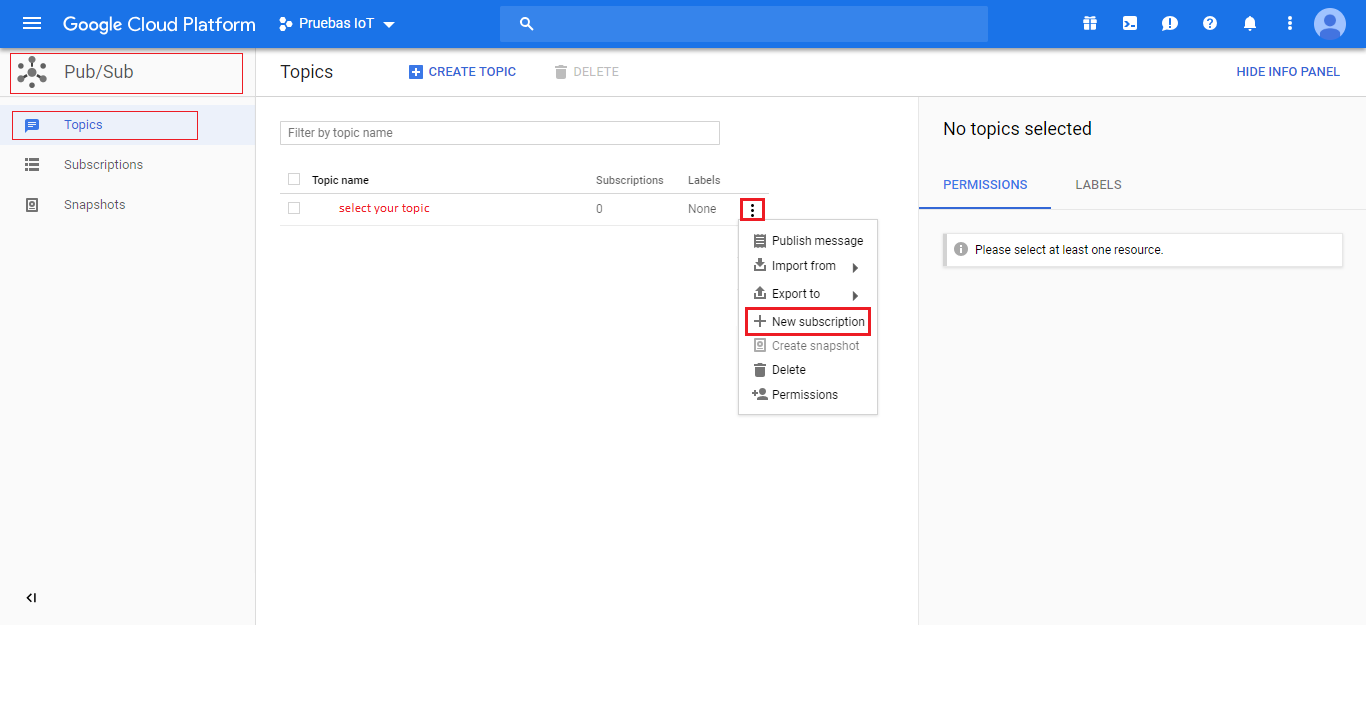 Google Cloud Platform
Pruebas IoT
Pub/Sub
Topics
CREATE TOPIC
DELETE
HIDE INFO PANEL
Topics
Subscriptions
Snapshots
Filter by topic name
Topic name Subscriptions Labels
select your topic 0 None
Publish message
Import from
Export to
New subscription
Create snapshot
Delete
Permissions
No topics selected
PERMISSIONS LABELS
Please select at least one resource.